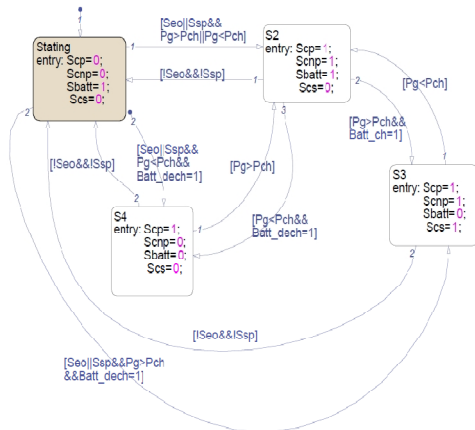 Stating
entry: Scp=0;
Scnp=0;
Sbatt=1;
Scs=0;
1
[Seo||Ssp&&
Pg>Pch||Pg<Pch]
2
S2
entry: Scp=1;
Scnp=1;
Sbatt=1;
Scs=0;
[!Seo&&!Ssp]
1
[Pg<Pch]
2
2
3
[Seo||Ssp&&
Pg<Pch&&
Batt_dech=1]
[Pg>Pch&&
Batt_ch=1]
[!Seo&&!Ssp]
[Pg>Pch]
1
2
S3
entry: Scp=1;
Scnp=1;
Sbatt=0;
Scs=1;
S4
entry: Scp=1;
Scnp=0;
Sbatt=0;
Scs=0;
1
[Pg<Pch&&
Batt_dech=1]
2
[!Seo&&!Ssp]
[Seo||Ssp&&Pg>Pch
&&Batt_dech=1]